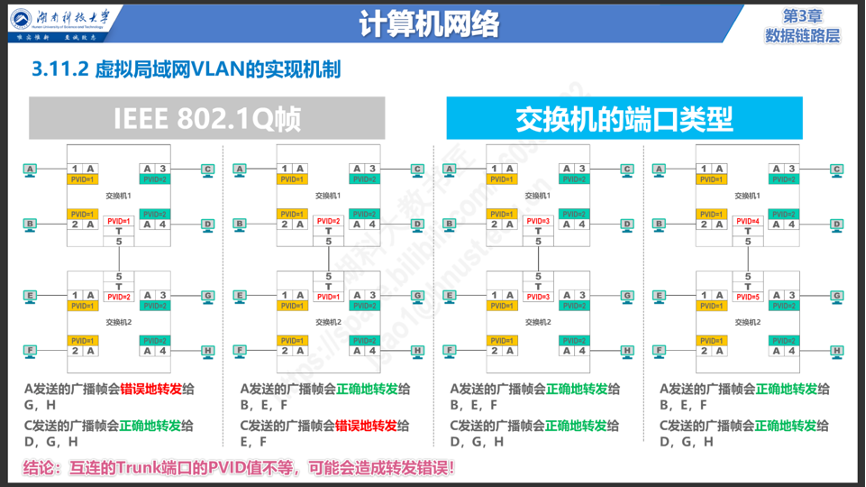 湖南科技大学
Hunan University of Science and Technology
唯实惟新 至诚致志
计算机网络
第3章
数据链路层
3.11.2 虚拟局域网VLAN的实现机制
IEEE 802.1Q帧
交换机的端口类型
A 1 A A 3 C
PVID=1 PVID=2
交换机1
PVID=1 PVID=2
B 2 A A 4 D
PVID=1
T
5
5
T
PVID=2
E 1 A A 3 G
PVID=1 PVID=2
交换机2
PVID=1 PVID=2
F 2 A A 4 H
A发送的广播帧会错误地转发给
G，H
C发送的广播帧会正确地转发给
D，G，H
A 1 A A 3 C
PVID=1 PVID=2
交换机1
PVID=1 PVID=2
B 2 A A 4 D
PVID=2
T
5
5
T
PVID=1
E 1 A A 3 G
PVID=1 PVID=2
交换机2
PVID=1 PVID=2
F 2 A A 4 H
A发送的广播帧会正确地转发给
B，E，F
C发送的广播帧会错误地转发给
E，F
A 1 A A 3 C
PVID=1 PVID=2
交换机1
PVID=1 PVID=2
B 2 A A 4 D
PVID=3
T
5
5
T
PVID=3
E 1 A A 3 G
PVID=1 PVID=2
交换机2
PVID=1 PVID=2
F 2 A A 4 H
A发送的广播帧会正确地转发给
B，E，F
C发送的广播帧会正确地转发给
D，G，H
A 1 A A 3 C
PVID=1 PVID=2
交换机1
PVID=1 PVID=2
B 2 A A 4 D
PVID=4
T
5
5
T
PVID=5
E 1 A A 3 G
PVID=1 PVID=2
交换机2
PVID=1 PVID=2
F 2 A A 4 H
A发送的广播帧会正确地转发给
B，E，F
C发送的广播帧会正确地转发给
D，G，H
结论：互连的Trunk端口的PVID值不等，可能会造成转发错误！